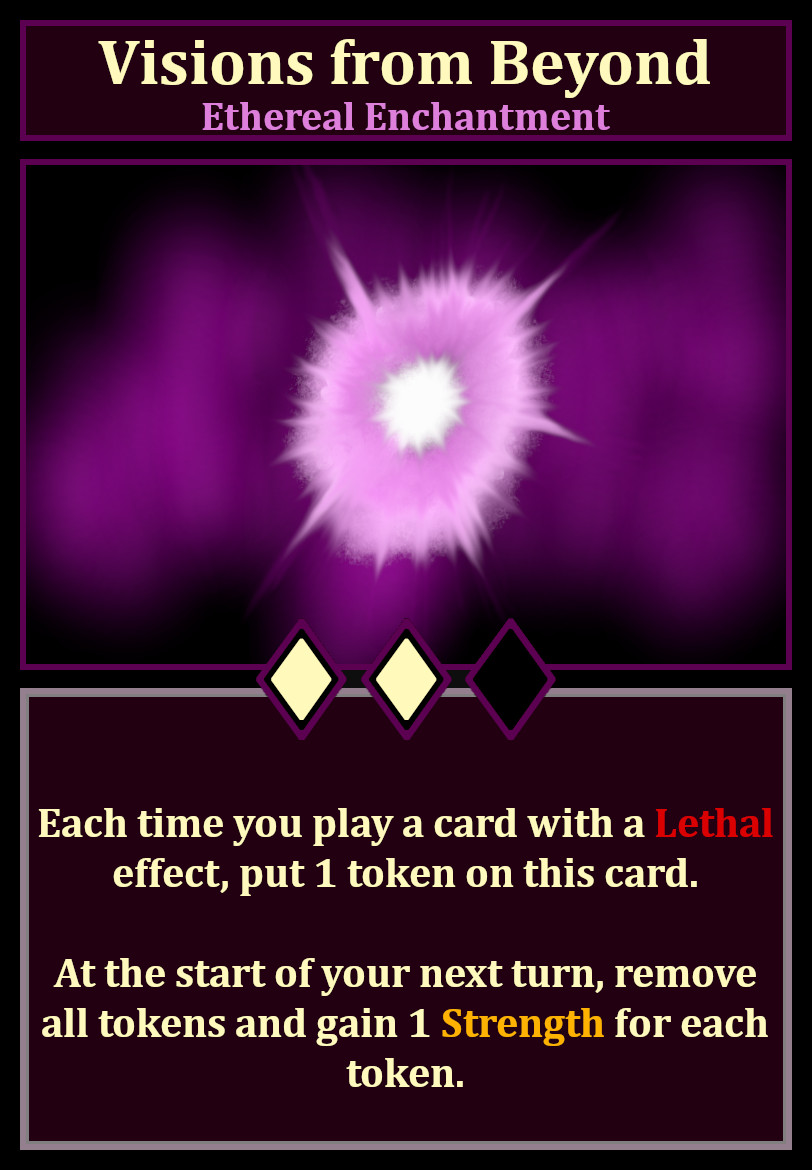 Visions from Beyond
Ethereal Enchantment
Each time you play a card with a Lethal
effect, put 1 token on this card.
At the start of your next turn, remove
all tokens and gain 1 Strength for each
token.